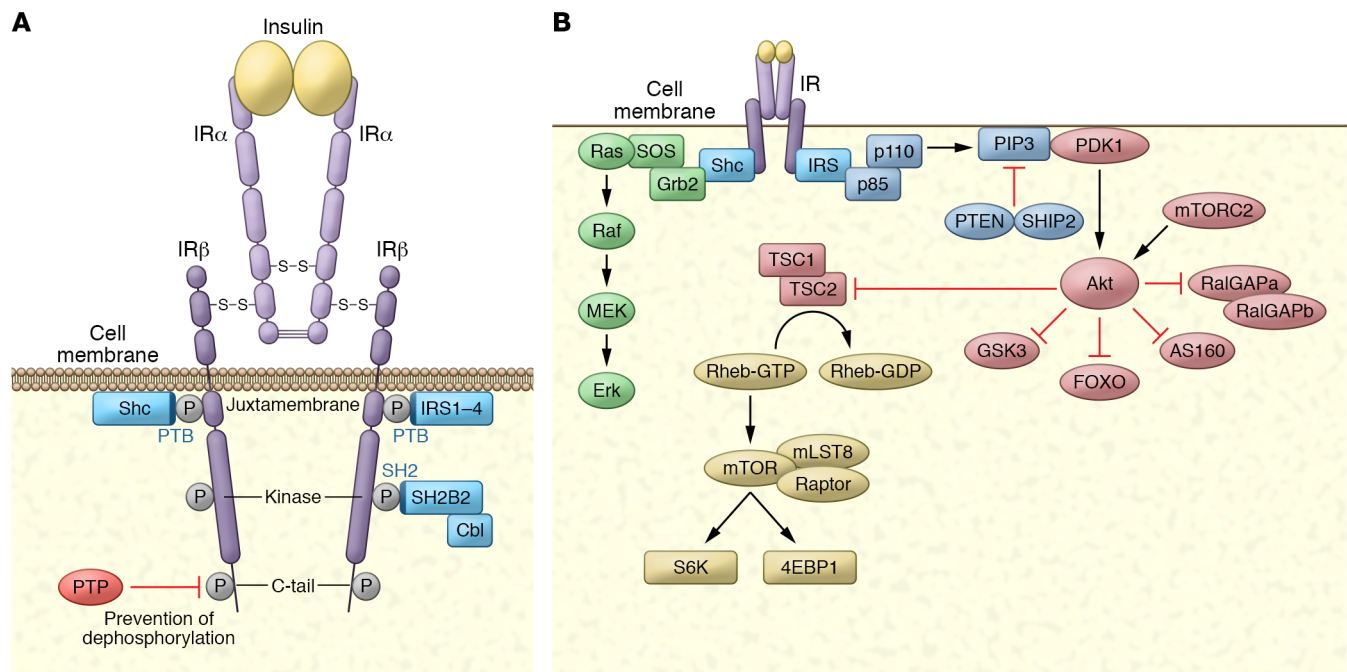 A
Insulin
IRα
IRα
IRβ
IRβ
S S
S S
S S
Cell
membrane
Shc
P
Juxtamembrane
P
IRS1–4
PTB
PTB
SH2
P
Kinase
P
SH2B2
Cbl
PTP
P
C-tail
P
Prevention of
dephosphorylation
B
Cell
membrane
IR
Ras
SOS
Grb2
Shc
IRS
p110
p85
PIP3
PDK1
Raf
PTEN
SHIP2
mTORC2
TSC1
TSC2
Akt
RalGAPa
RalGAPb
MEK
GSK3
FOXO
AS160
Rheb-GTP
Rheb-GDP
Erk
mTOR
mLST8
Raptor
S6K
4EBP1